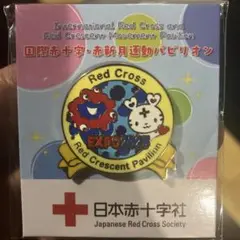 International Red Cross and
Red Crescent Movement Pavilion
国際赤十字・赤新月運動パビリオン
Red Cross
EXPO2025
Red Crescent Pavilion
日本赤十字社
Japanese Red Cross Society